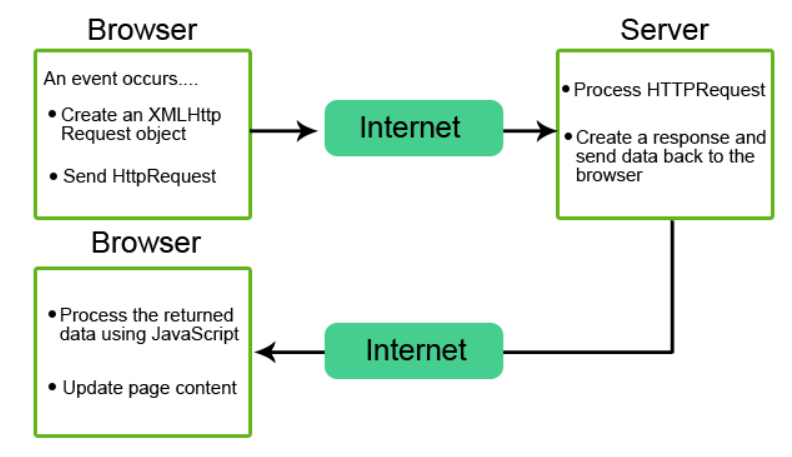 Browser
An event occurs....
• Create an XMLHttp
Request object
• Send HttpRequest
Internet
Server
• Process HTTPRequest
• Create a response and
send data back to the
browser
Browser
• Process the returned
data using JavaScript
• Update page content
Internet